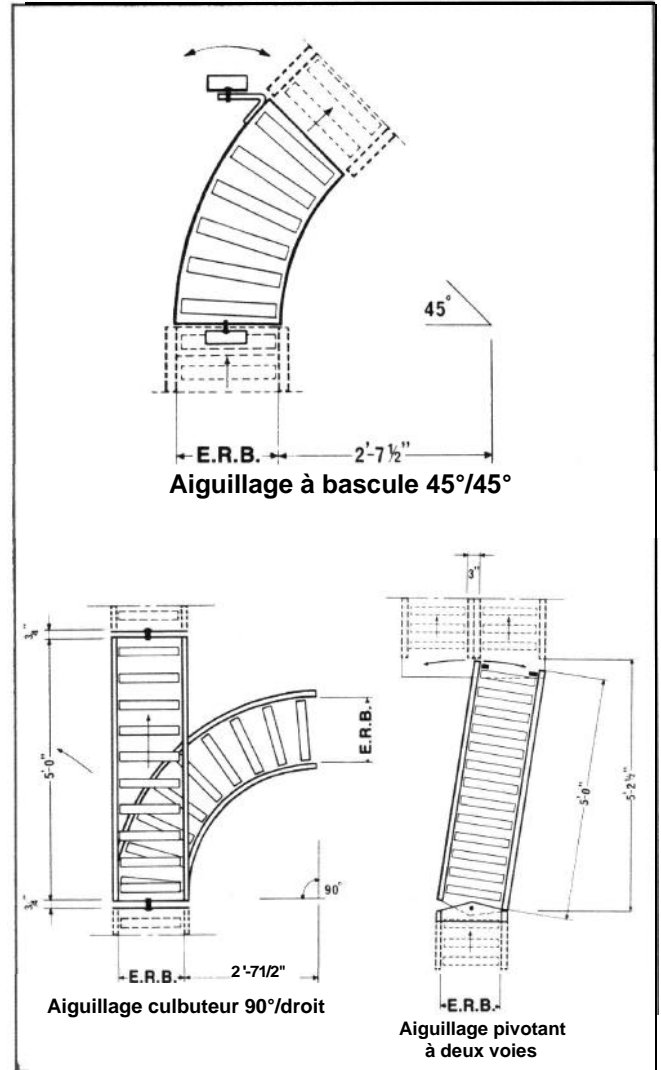 45°
E.R.B.
2'-7½"
Aiguillage à bascule 45°/45°
3"
¾"
5'-0"
E.R.B.
5'-0"
5'-2½"
90°
¾"
E.R.B.
2'-71/2"
E.R.B.
Aiguillage culbuteur 90°/droit
Aiguillage pivotant
à deux voies